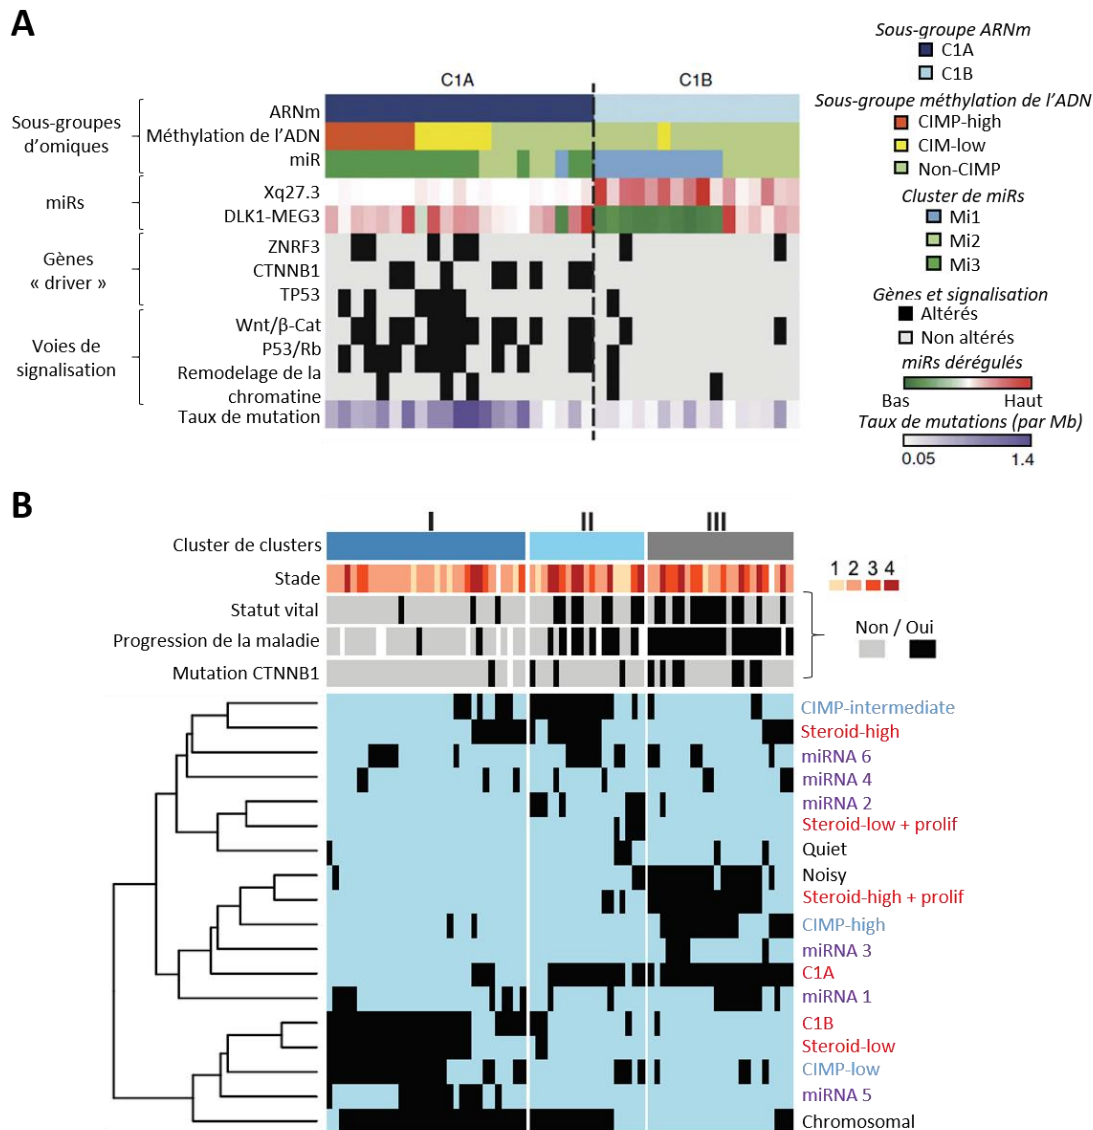 A
C1A
C1B
Sous-groupes
d'omiques
ARNm
Méthylation de l'ADN
miR
miRs
Xq27.3
DLK1-MEG3
Gènes
« driver »
ZNRF3
CTNNB1
TP53
Voies de
signalisation
Wnt/β-Cat
P53/Rb
Remodelage de la
chromatine
Taux de mutation
Sous-groupe ARNm
C1A
C1B
Sous-groupe méthylation de l'ADN
CIMP-high
CIM-low
Non-CIMP
Cluster de miRs
Mi1
Mi2
Mi3
Gènes et signalisation
Altérés
Non altérés
miRs dérégulés
Bas Haut
Taux de mutations (par Mb)
0.05 1.4
B
I II III
Cluster de clusters
Stade
Statut vital
Progression de la maladie
Mutation CTNNB1
1 2 3 4
Non / Oui
CIMP-intermediate
Steroid-high
miRNA 6
miRNA 4
miRNA 2
Steroid-low + prolif
Quiet
Noisy
Steroid-high + prolif
CIMP-high
miRNA 3
C1A
miRNA 1
C1B
Steroid-low
CIMP-low
miRNA 5
Chromosomal